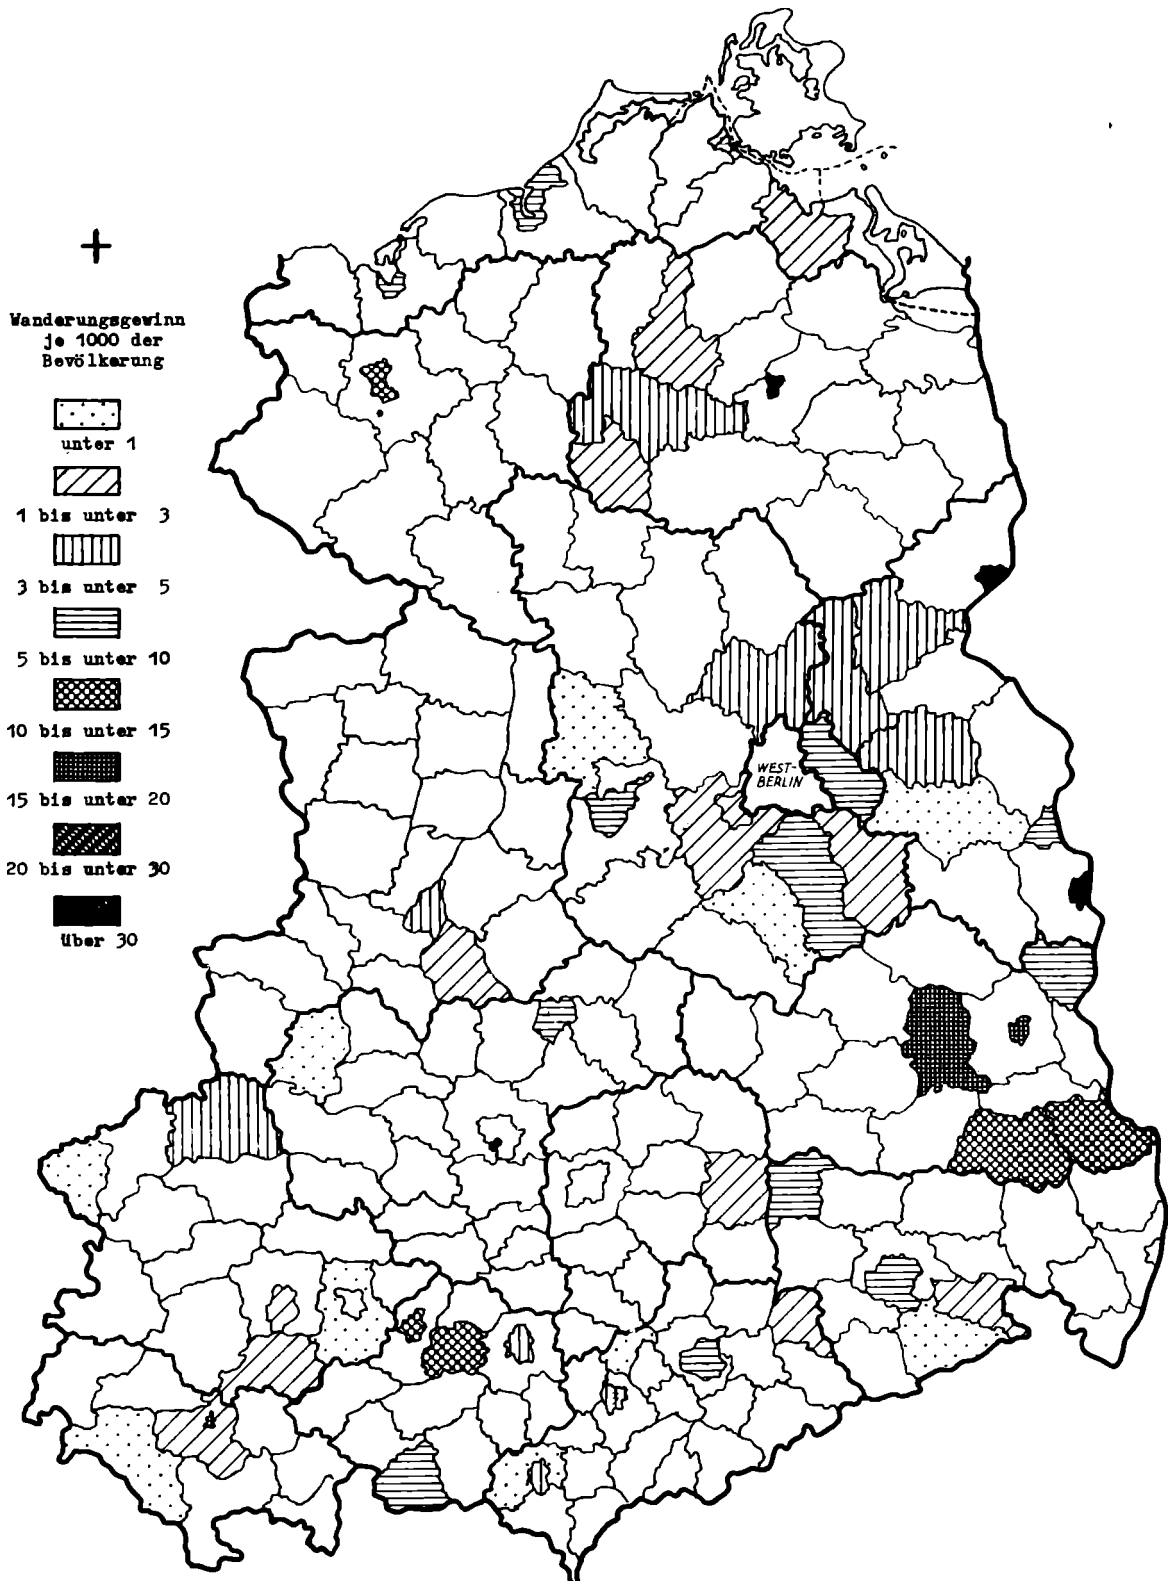 Wanderungsgewinn
je 1000 der
Bevölkerung
unter 1
1 bis unter 3
3 bis unter 5
5 bis unter 10
10 bis unter 15
15 bis unter 20
20 bis unter 30
über 30
WEST-
BERLIN